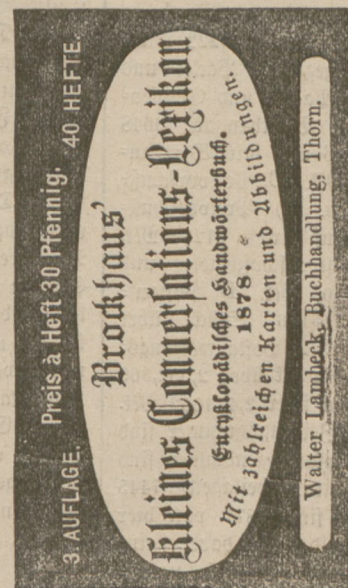 3. AUFLAGE. Preis à Heft 30 Pfennig. 40 HEFTE.
Brockhaus'
Kleines Conversations-Lexikon
Encyklopädisches Handwörterbuch.
1878.
Mit zahlreichen Karten und Abbildungen.
Walter Lambeck, Buchhandlung, Thorn.